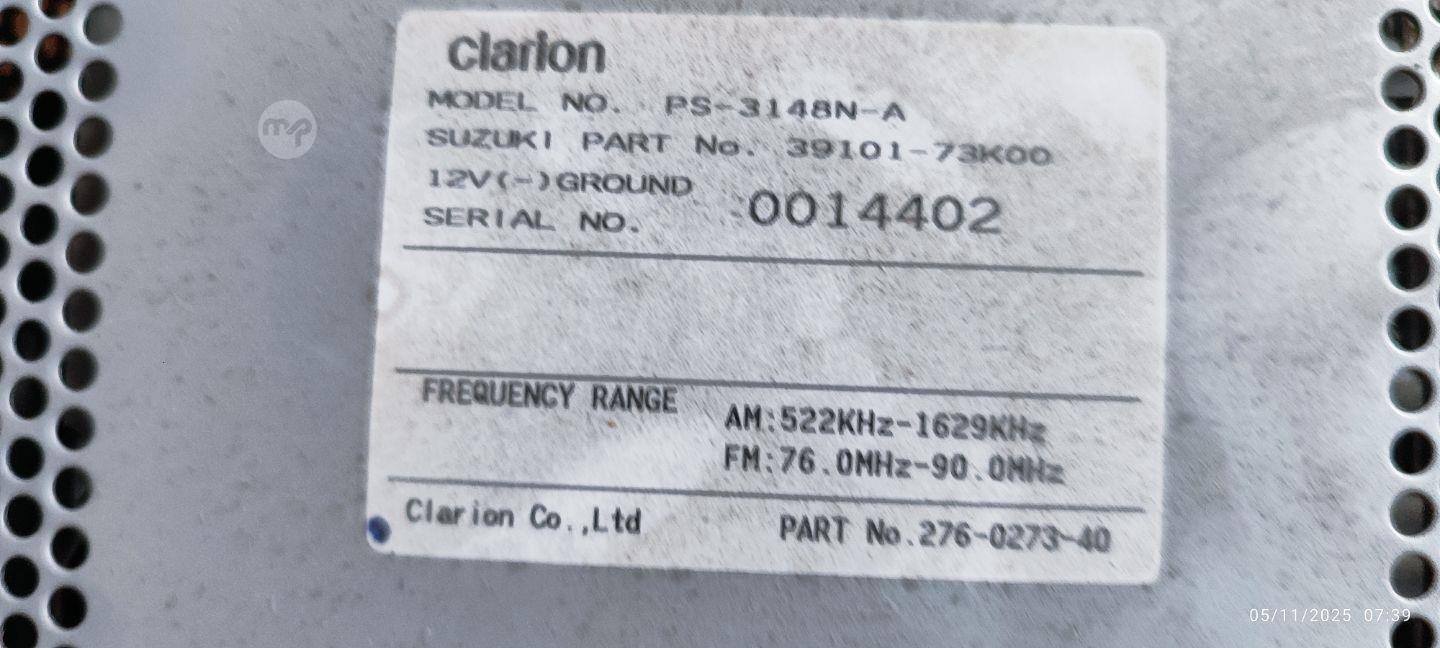 clarion
MODEL NO. PS-3148N-A
SUZUKI PART No. 39101-73K00
12V(-)GROUND
SERIAL NO. 0014402
FREQUENCY RANGE AM:522KHz-1629KHz
FM:76.0MHz-90.0MHz
Clarion Co.,Ltd PART No.276-0273-40
05/11/2025 07:39